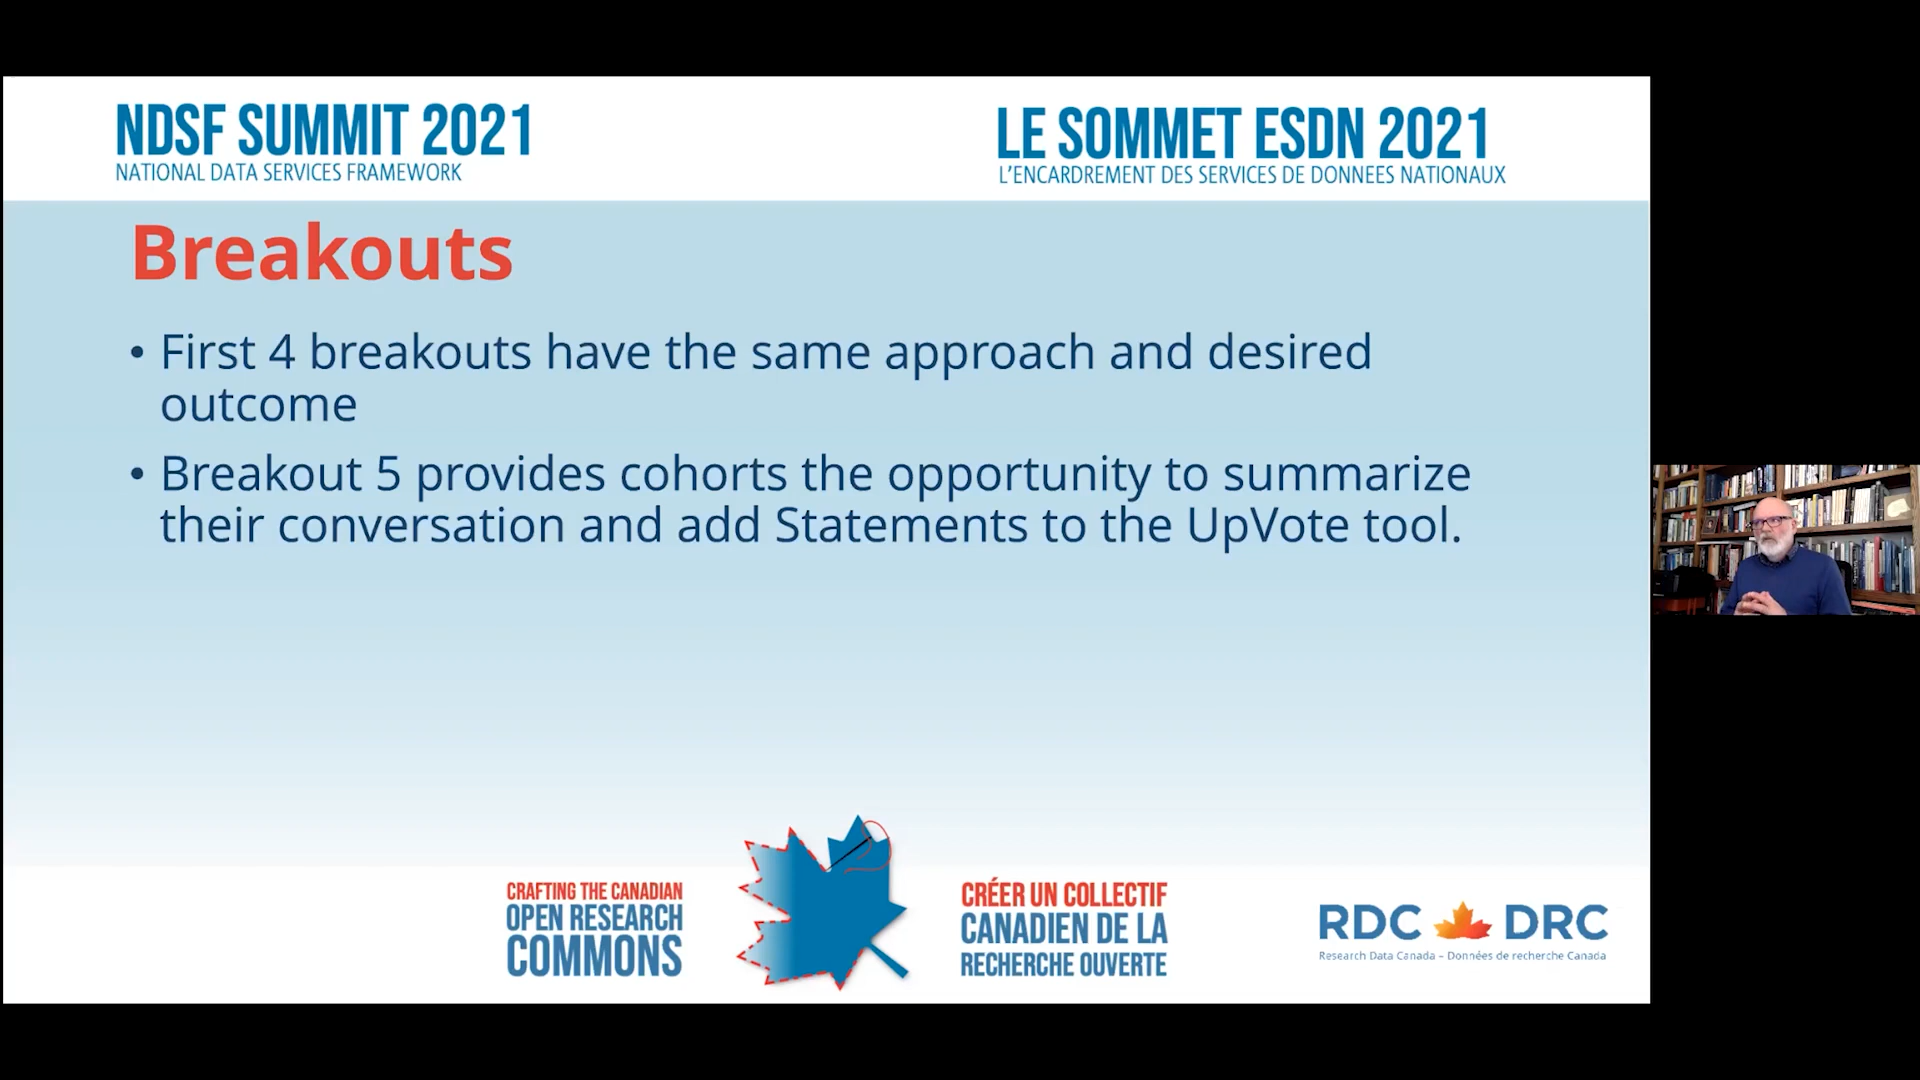 NDSF SUMMIT 2021
NATIONAL DATA SERVICES FRAMEWORK
LE SOMMET ESDN 2021
L'ENCARDREMENT DES SERVICES DE DONNEES NATIONAUX
Breakouts
• First 4 breakouts have the same approach and desired
outcome
• Breakout 5 provides cohorts the opportunity to summarize
their conversation and add Statements to the UpVote tool.
CRAFTING THE CANADIAN
OPEN RESEARCH
COMMONS
CRÉER UN COLLECTIF
CANADIEN DE LA
RECHERCHE OUVERTE
RDC DRC
Research Data Canada – Données de recherche Canada